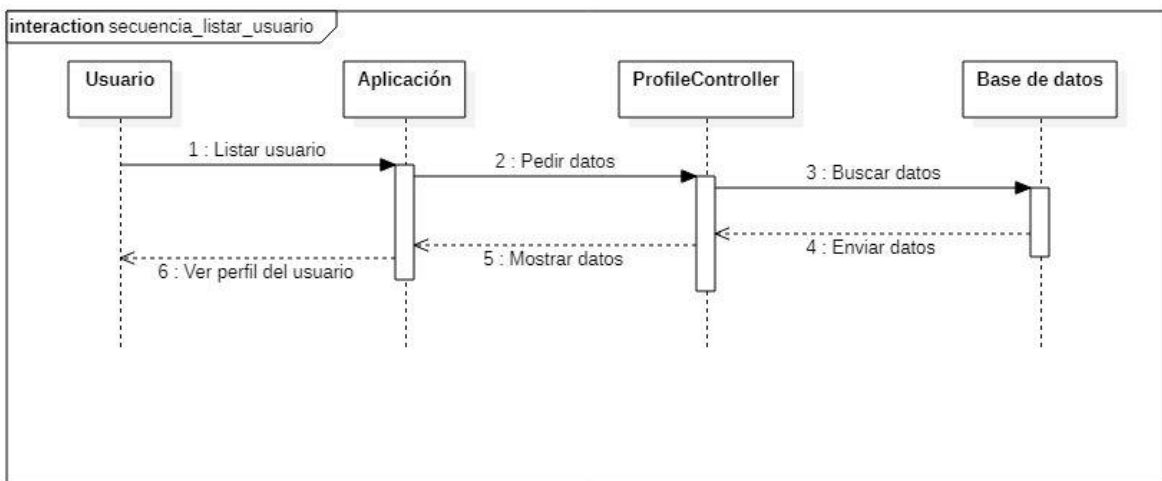 interaction secuencia_listar_usuario
Usuario
Aplicación
ProfileController
Base de datos
1 : Listar usuario
2 : Pedir datos
3 : Buscar datos
4 : Enviar datos
5 : Mostrar datos
6 : Ver perfil del usuario